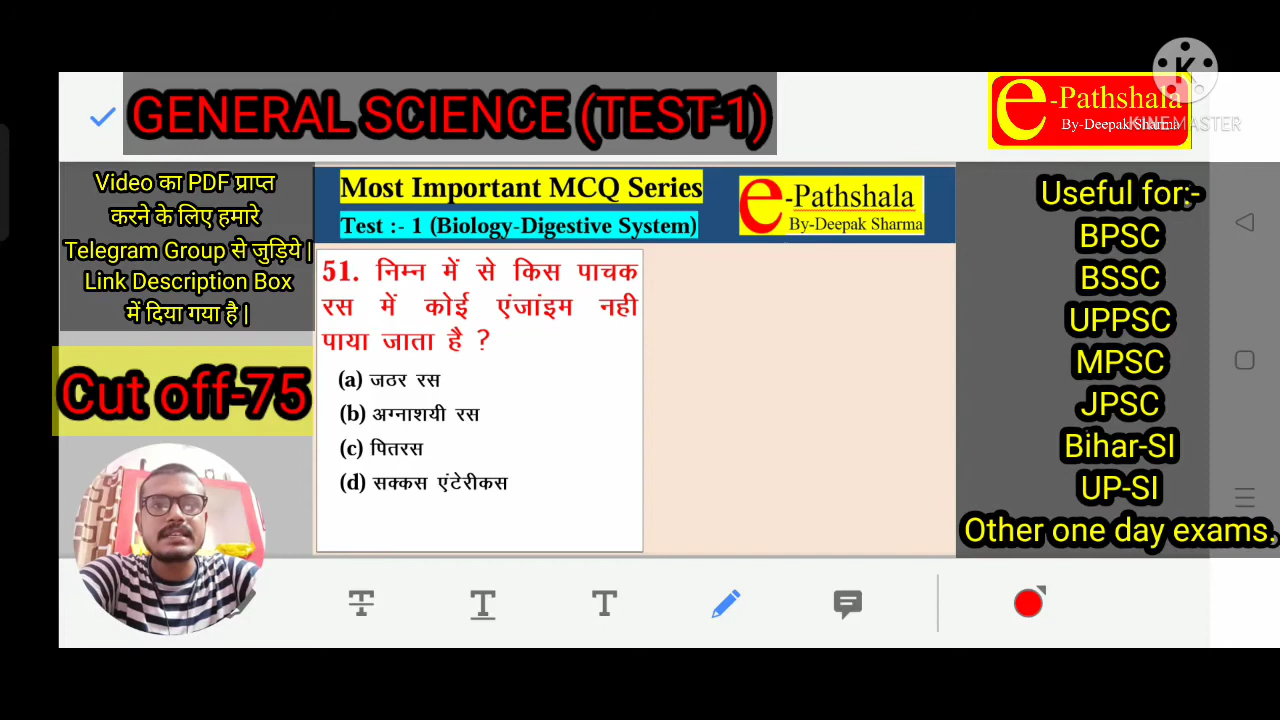 GENERAL SCIENCE (TEST-1)
e-Pathshala
By-Deepak Sharma
KINEMASTER
Video का PDF प्राप्त
करने के लिए हमारे
Telegram Group से जुड़िये |
Link Description Box
में दिया गया है |
Cut off-75
Most Important MCQ Series
Test :- 1 (Biology-Digestive System)
e-Pathshala
By-Deepak Sharma
51. निम्न में से किस पाचक
रस में कोई एंजांइम नही
पाया जाता है ?
(a) जठर रस
(b) अग्नाशयी रस
(c) पितरस
(d) सक्कस एंटेरीकस
Useful for:-
BPSC
BSSC
UPPSC
MPSC
JPSC
Bihar-SI
UP-SI
Other one day exams.